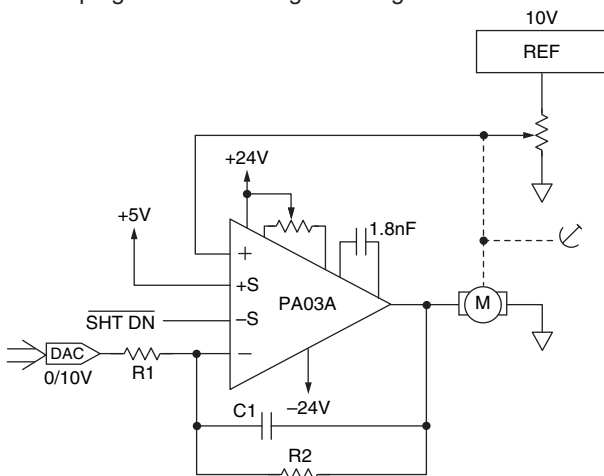 10V
REF
+24V
+5V
1.8nF
+
+S
PA03A
SHT DN
–S
M
DAC
–
0/10V
R1
–24V
C1
R2